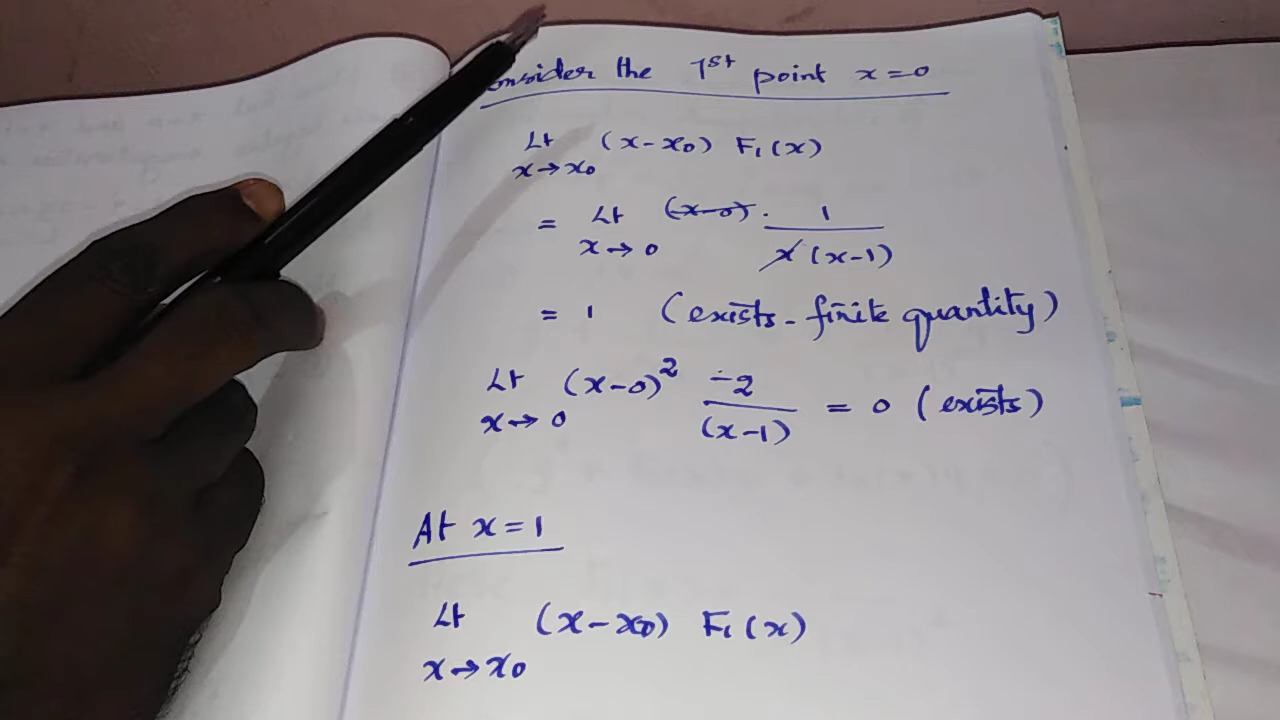 onsider the 1st point x=0
Lt (x-x0) F1(x)
x→x0
= Lt (x-0). 1
x→0 x(x-1)
= 1 (exists - finite quantity)
Lt (x-0)² -2 = 0 (exists)
x→0 (x-1)
At x=1
Lt (x-x0) F1(x)
x→x0